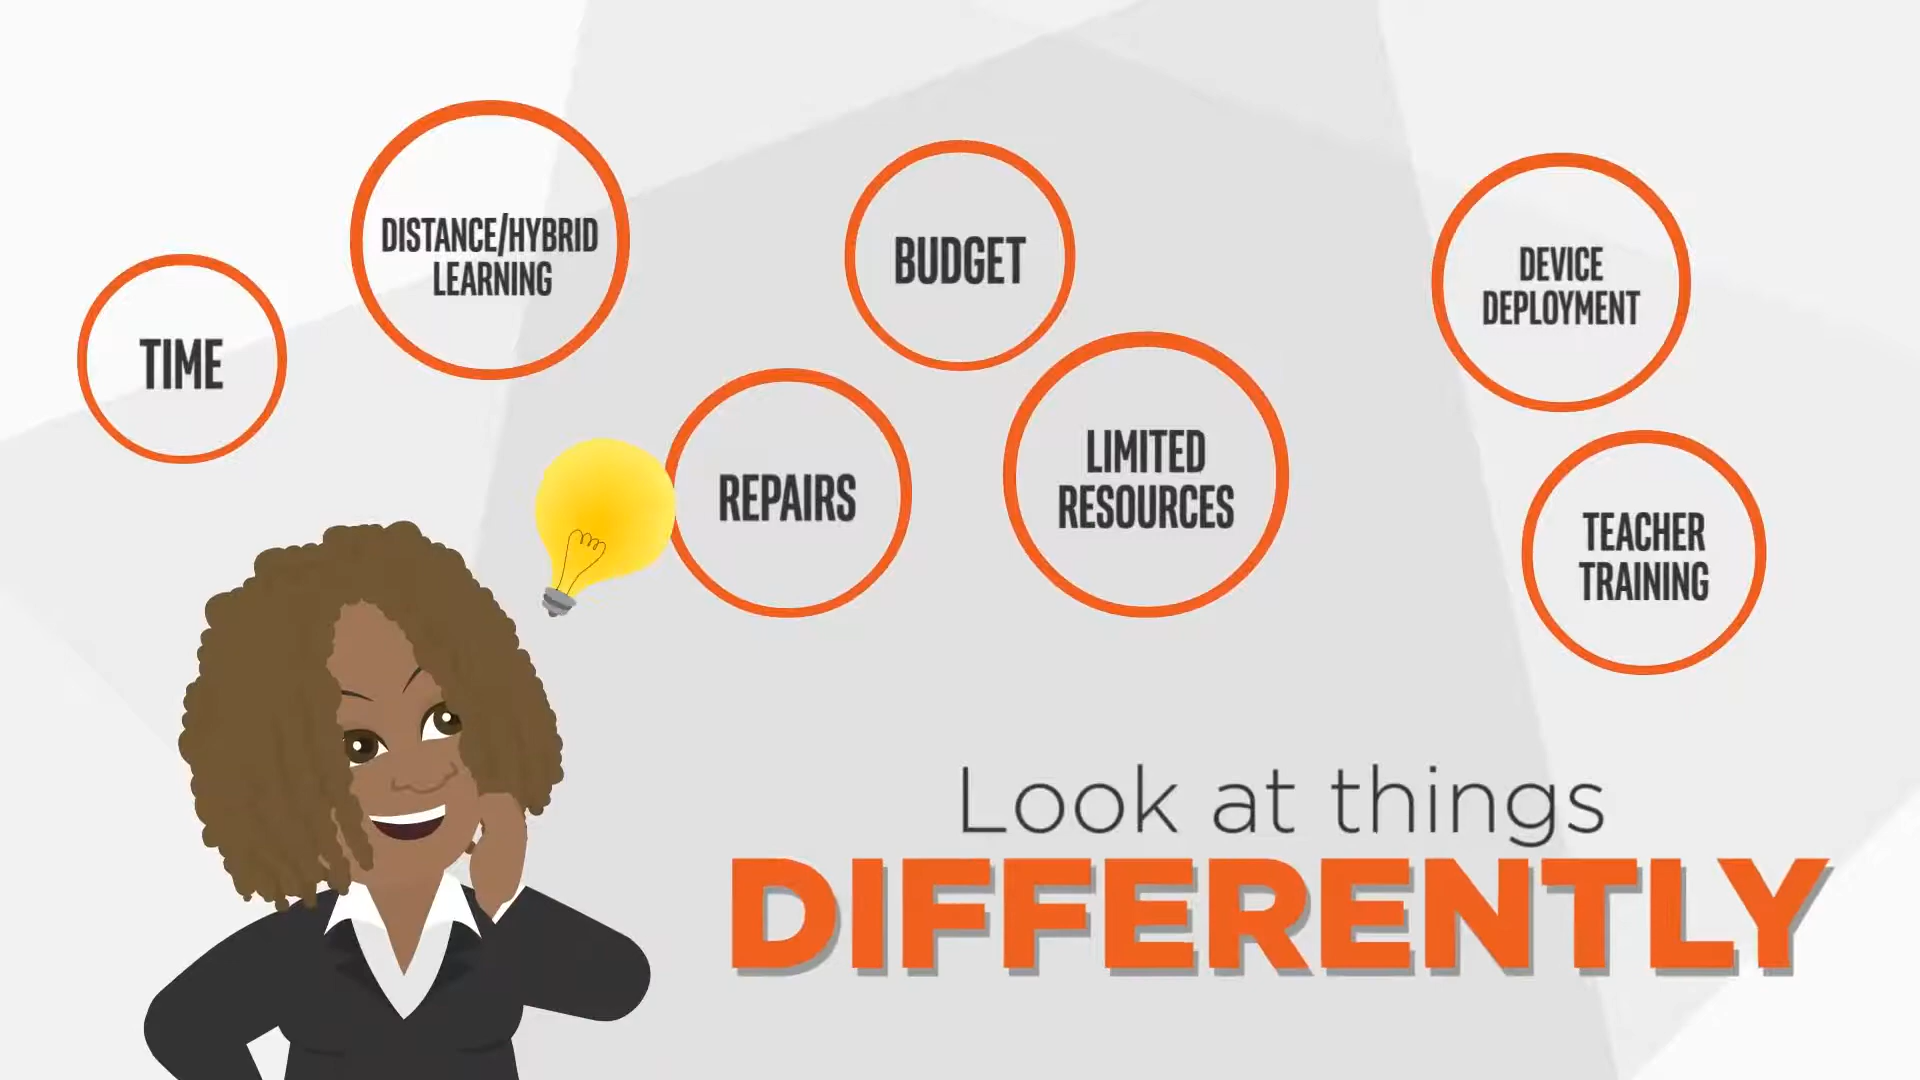 TIME
DISTANCE/HYBRID
LEARNING
BUDGET
REPAIRS
LIMITED
RESOURCES
DEVICE
DEPLOYMENT
TEACHER
TRAINING
Look at things
DIFFERENTLY